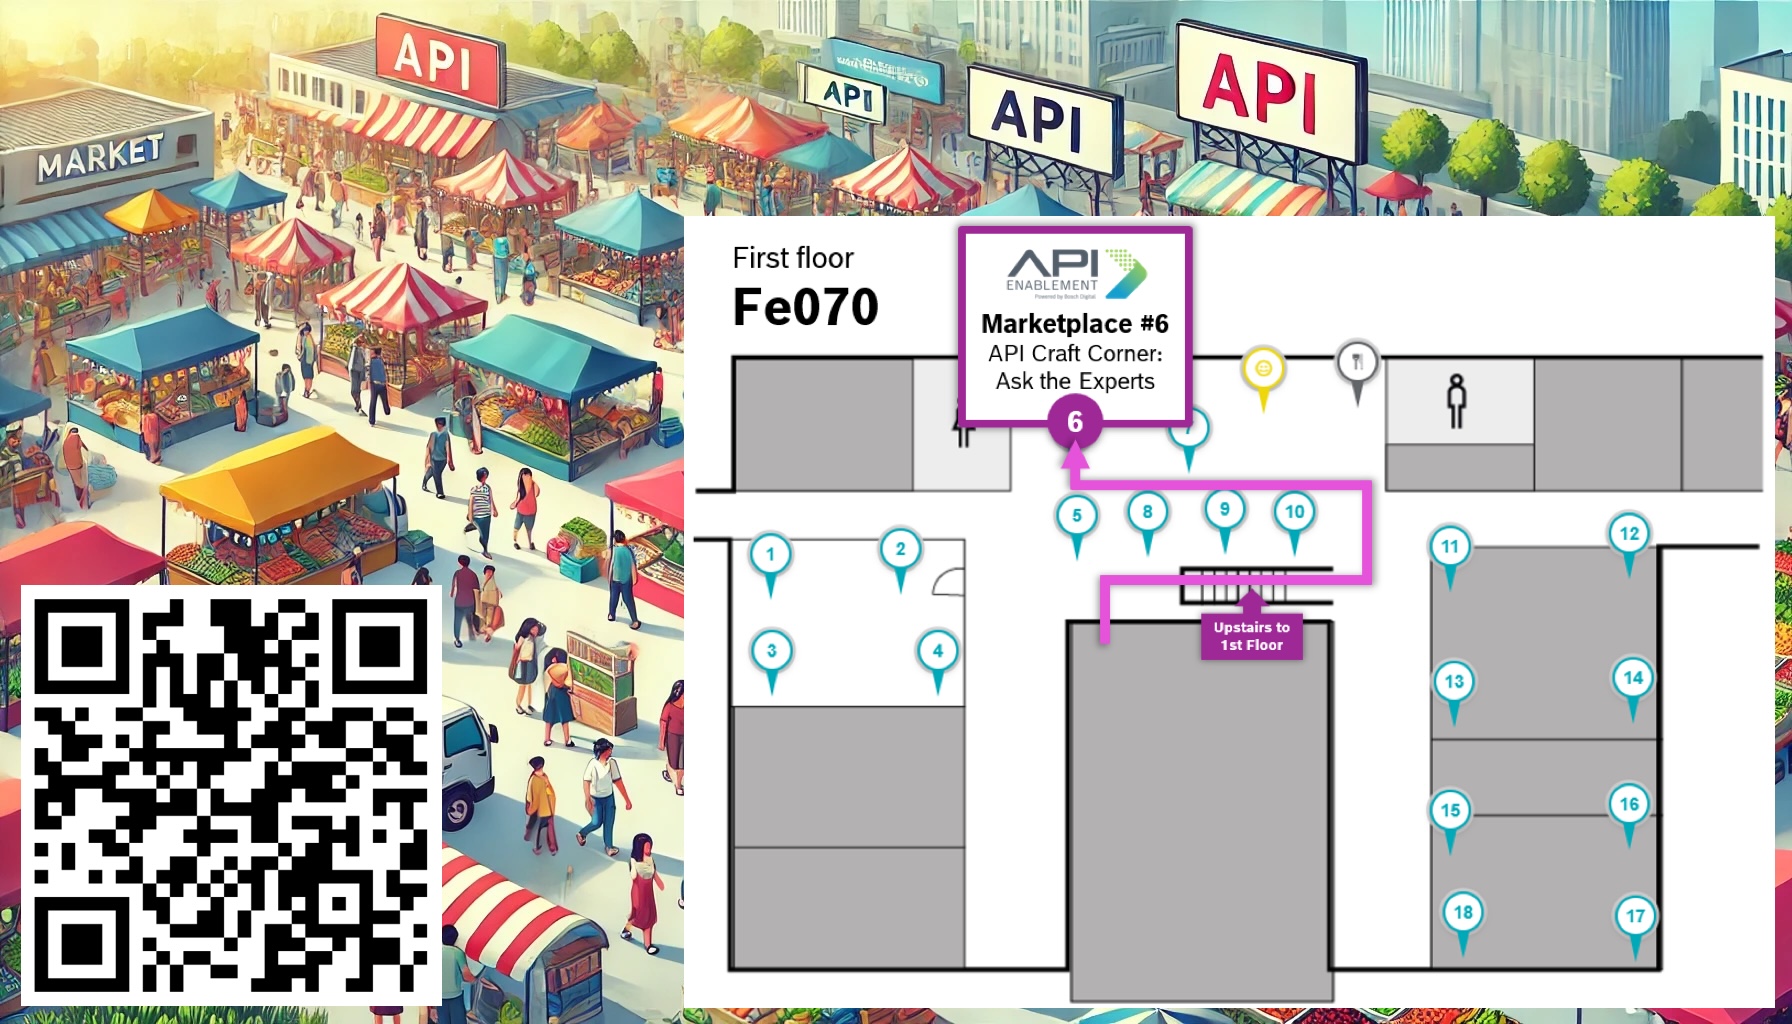 MARKET
API
API
API
API
First floor
Fe070
API
ENABLEMENT
Powered by Bosch Digital
Marketplace #6
API Craft Corner:
Ask the Experts
6
7
5
8
9
10
1
2
11
12
Upstairs to
1st Floor
3
4
13
14
15
16
18
17